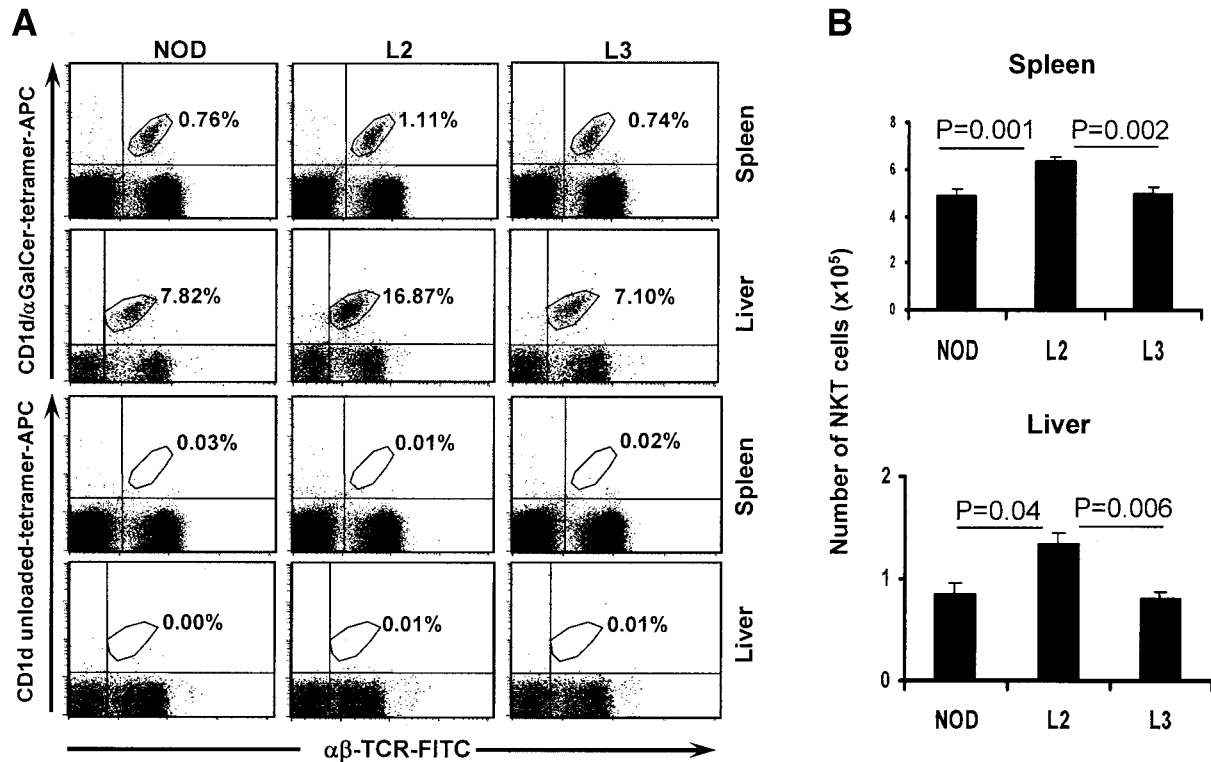 A
NOD L2 L3
CD1d/αGalCer-tetramer-APC
0.76% 1.11% 0.74%
Spleen
7.82% 16.87% 7.10%
Liver
CD1d unloaded-tetramer-APC
0.03% 0.01% 0.02%
Spleen
0.00% 0.01% 0.01%
Liver
αβ-TCR-FITC
B
Number of NKT cells (x10⁵)
Spleen
8
6
4
2
0
P=0.001 P=0.002
NOD L2 L3
Liver
2
1
0
P=0.04 P=0.006
NOD L2 L3